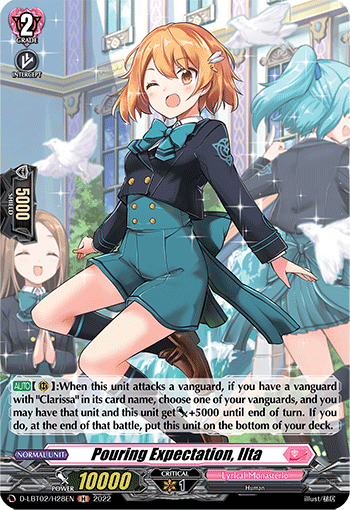 2
GRADE
INTERCEPT
5000
SHIELD
AUTO【 】:When this unit attacks a vanguard, if you have a vanguard
with "Clarissa" in its card name, choose one of your vanguards, and you
may have that unit and this unit get +5000 until end of turn. If you
do, at the end of that battle, put this unit on the bottom of your deck.
NORMAL UNIT Pouring Expectation, Ilta
POWER 10000 CRITICAL 1 Lyrical Monasterio
Human
D-LBT02/H28EN H 2022 illust/